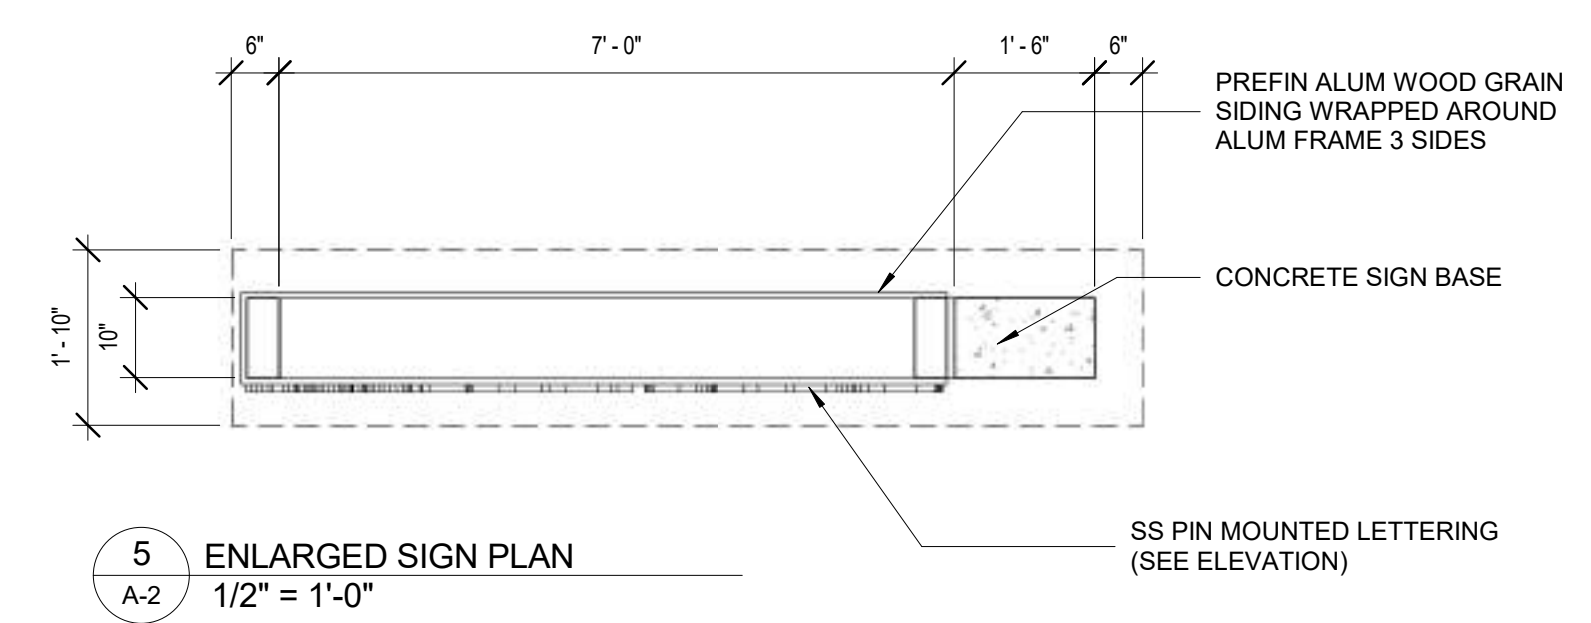 6"
7' - 0"
1' - 6"
6"
PREFIN ALUM WOOD GRAIN
SIDING WRAPPED AROUND
ALUM FRAME 3 SIDES
CONCRETE SIGN BASE
1' - 10"
10"
SS PIN MOUNTED LETTERING
(SEE ELEVATION)
5
ENLARGED SIGN PLAN
A-2
1/2" = 1'-0"